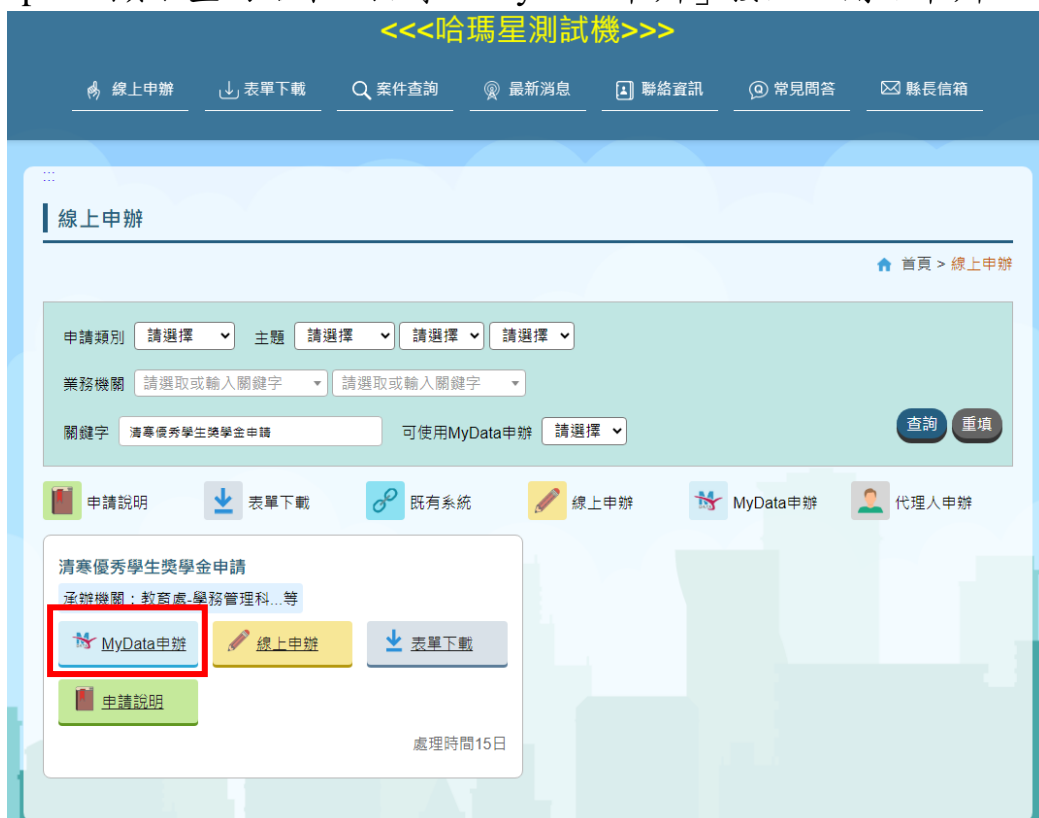 <<<哈瑪星測試機>>>
線上申辦 表單下載 案件查詢 最新消息 聯絡資訊 常見問答 縣長信箱
:::
線上申辦
首頁 > 線上申辦
申請類別 請選擇 主題 請選擇 請選擇 請選擇
業務機關 請選取或輸入關鍵字 請選取或輸入關鍵字
關鍵字 清寒優秀學生獎學金申請 可使用MyData申辦 請選擇 查詢 重填
申請說明 表單下載 既有系統 線上申辦 MyData申辦 代理人申辦
清寒優秀學生獎學金申請
承辦機關：教育處-學務管理科...等
MyData申辦 線上申辦 表單下載
申請說明
處理時間15日